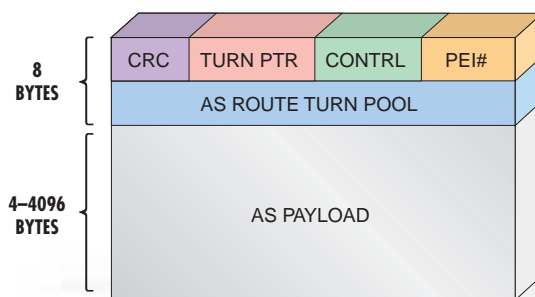 8
BYTES
CRC TURN PTR CONTRL PEI#
AS ROUTE TURN POOL
4–4096
BYTES
AS PAYLOAD